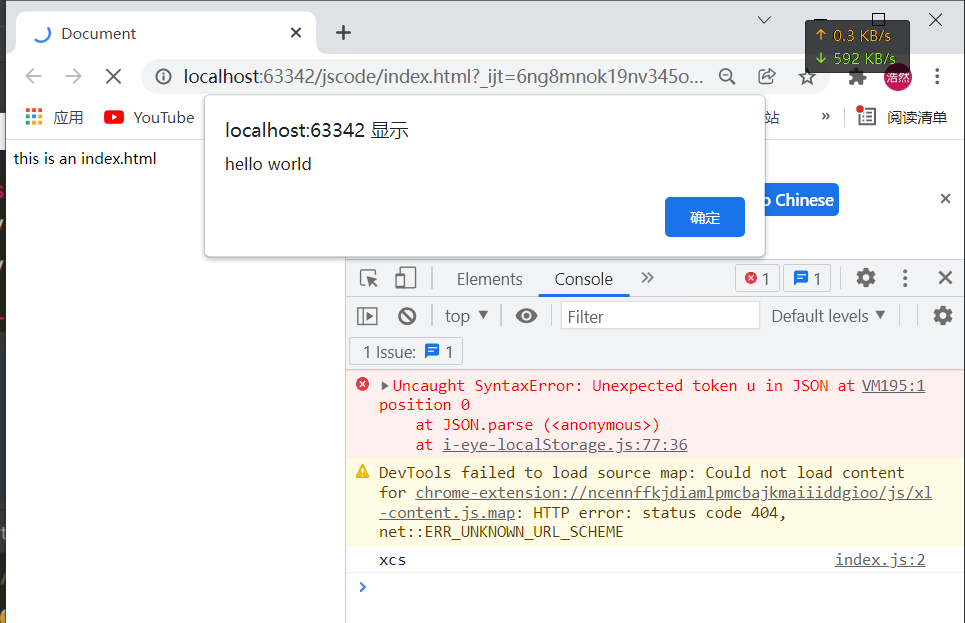 Document
↑ 0.3 KB/s
↓ 592 KB/s
localhost:63342/jscode/index.html?_ijt=6ng8mnok19nv345o...
浩然
应用
YouTube
站
»
阅读清单
localhost:63342 显示
hello world
确定
this is an index.html
o Chinese
Elements
Console
1
1
top
Filter
Default levels
1 Issue:
1
Uncaught SyntaxError: Unexpected token u in JSON at VM195:1
position 0
at JSON.parse (<anonymous>)
at i-eye-localStorage.js:77:36
DevTools failed to load source map: Could not load content
for chrome-extension://ncennffkjdiamlpmcbajkmaiiiddgioo/js/xl
-content.js.map: HTTP error: status code 404,
net::ERR_UNKNOWN_URL_SCHEME
xcs index.js:2